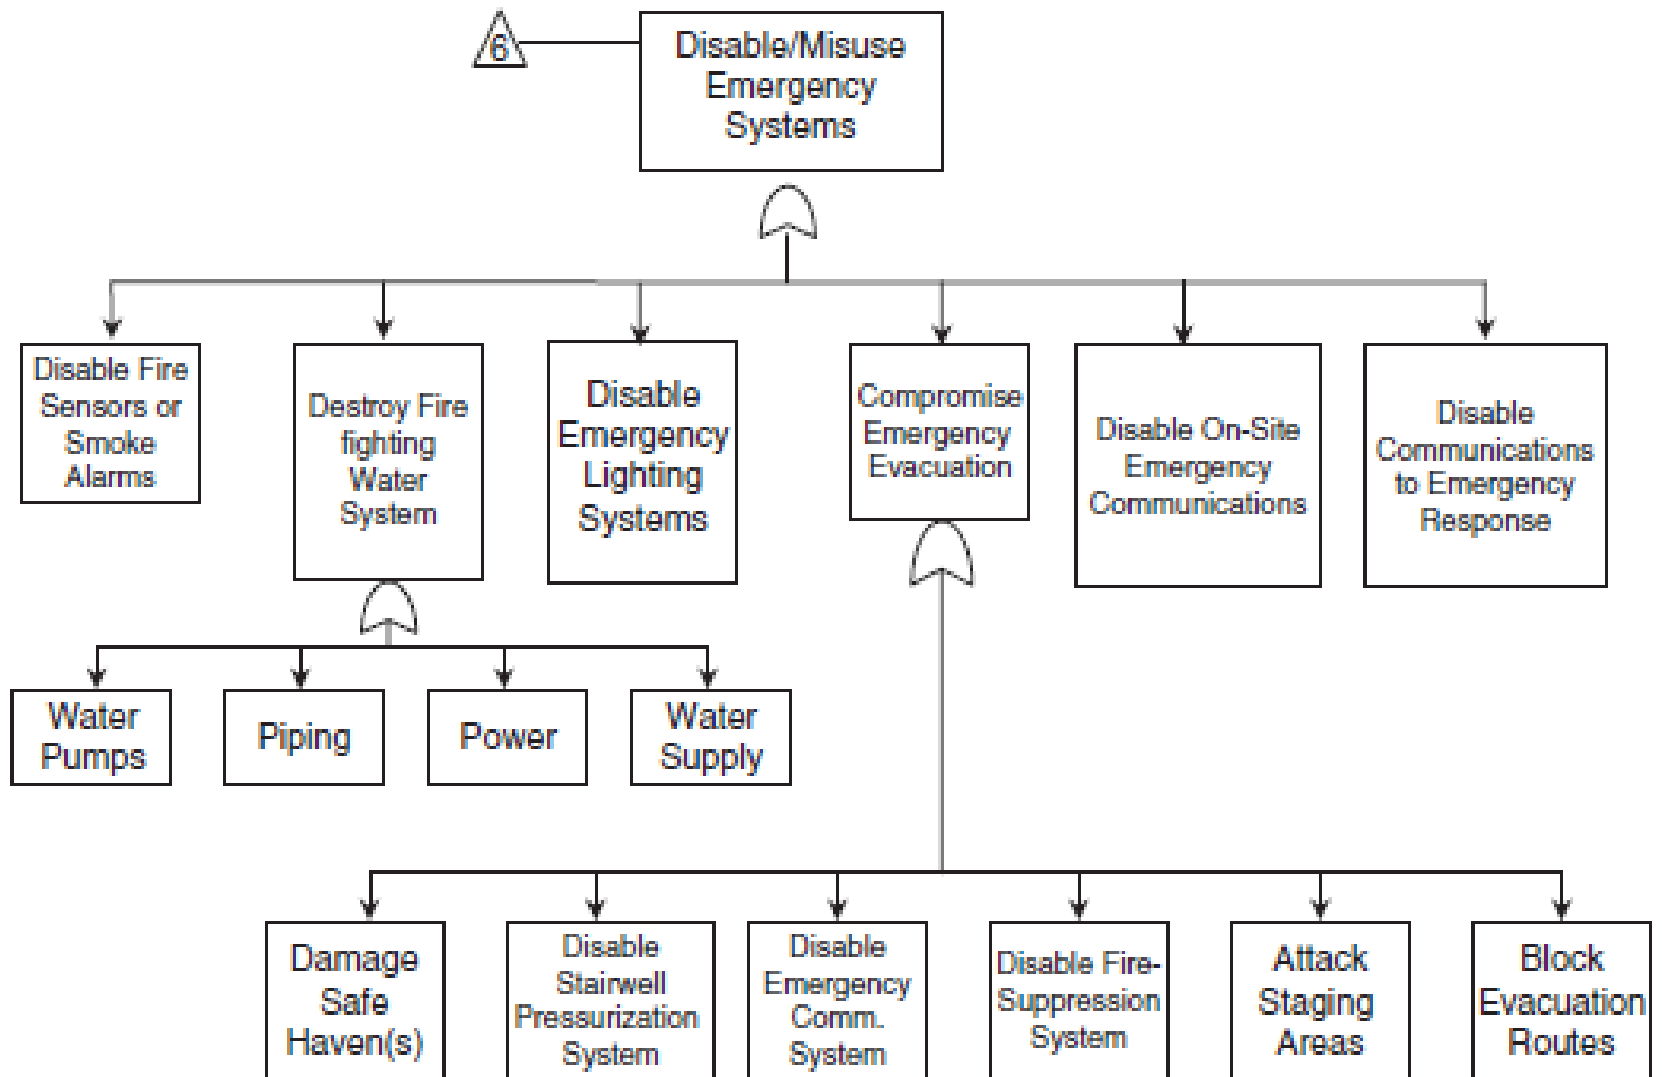 6
Disable/Misuse
Emergency
Systems
Disable Fire
Sensors or
Smoke
Alarms
Destroy Fire
fighting
Water
System
Disable
Emergency
Lighting
Systems
Compromise
Emergency
Evacuation
Disable On-Site
Emergency
Communications
Disable
Communications
to Emergency
Response
Water
Pumps
Piping
Power
Water
Supply
Damage
Safe
Haven(s)
Disable
Stairwell
Pressurization
System
Disable
Emergency
Comm.
System
Disable Fire-
Suppression
System
Attack
Staging
Areas
Block
Evacuation
Routes